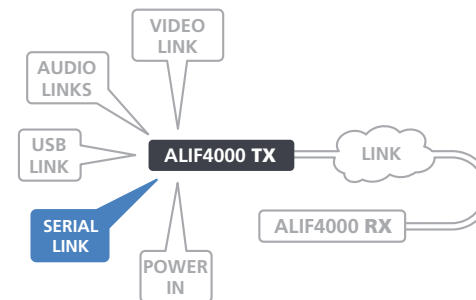 VIDEO
LINK
AUDIO
LINKS
USB
LINK
ALIF4000 TX
LINK
SERIAL
LINK
ALIF4000 RX
POWER
IN